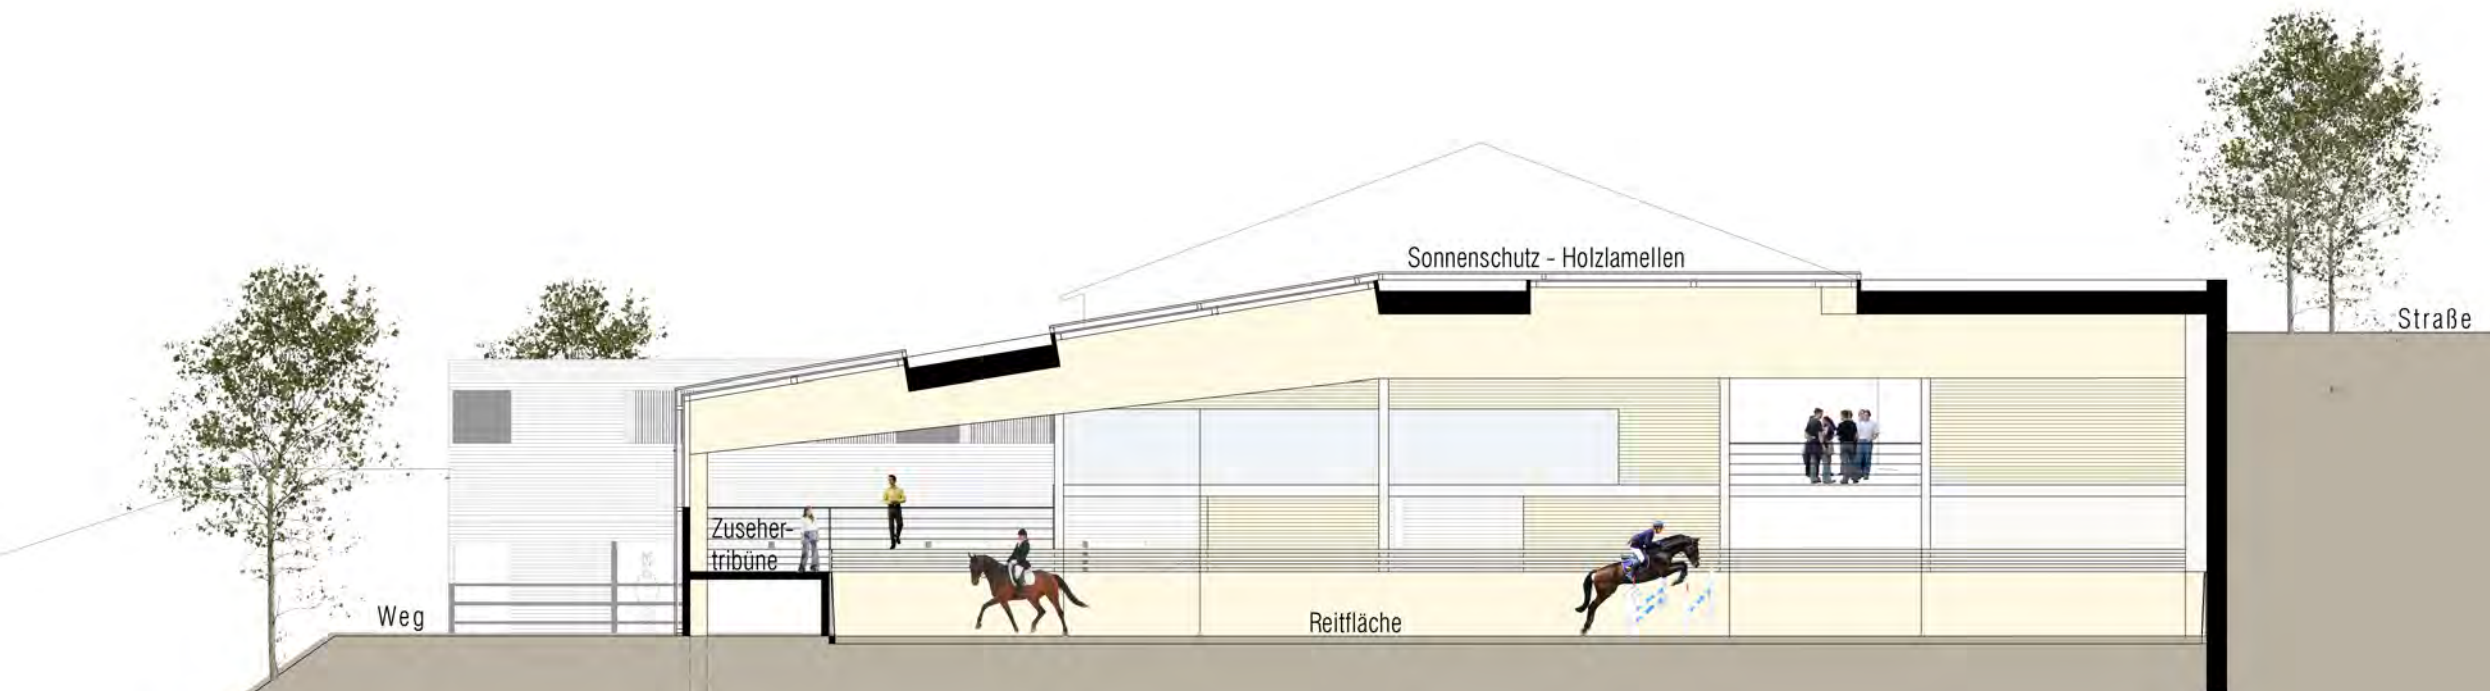 Sonnenschutz - Holzlamellen
Straße
Zuseher-
tribüne
Weg
Reitfläche